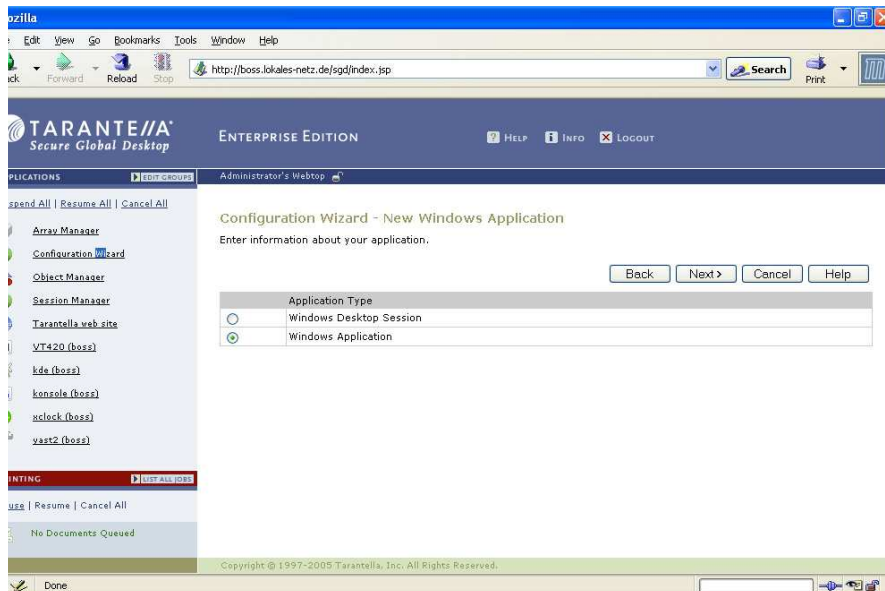 ozilla
Edit View Go Bookmarks Tools Window Help
ck Forward Reload Stop http://boss.lokales-netz.de/sgd/index.jsp Search Print
TARANTE//A
Secure Global Desktop
ENTERPRISE EDITION HELP INFO LOGOUT
PLICATIONS EDIT GROUPS Administrator's Webtop
spend All | Resume All | Cancel All
Array Manager
Configuration Wizard
Object Manager
Session Manager
Tarantella web site
VT420 (boss)
kde (boss)
konsole (boss)
xclock (boss)
yast2 (boss)
INTING LIST ALL JOBS
use | Resume | Cancel All
No Documents Queued
Configuration Wizard - New Windows Application
Enter information about your application.
Back Next> Cancel Help
Application Type
Windows Desktop Session
Windows Application
Copyright © 1997-2005 Tarantella, Inc. All Rights Reserved.
Done